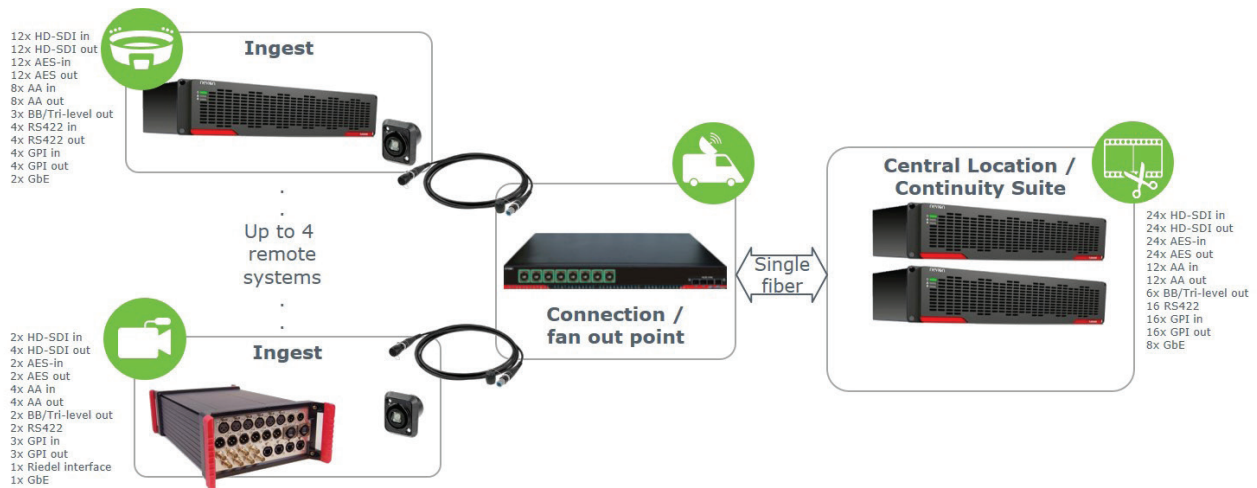 12x HD-SDI in
12x HD-SDI out
12x AES-in
12x AES out
8x AA in
8x AA out
3x BB/Tri-level out
4x RS422 in
4x RS422 out
4x GPI in
4x GPI out
2x GbE
Ingest
nevion
.
.
Up to 4
remote
systems
.
.
2x HD-SDI in
4x HD-SDI out
2x AES-in
2x AES out
4x AA in
4x AA out
2x BB/Tri-level out
2x RS422
3x GPI in
3x GPI out
1x Riedel interface
1x GbE
Ingest
Connection /
fan out point
Single
fiber
Central Location /
Continuity Suite
nevion
nevion
24x HD-SDI in
24x HD-SDI out
24x AES-in
24x AES out
12x AA in
12x AA out
6x BB/Tri-level out
16 RS422
16x GPI in
16x GPI out
8x GbE